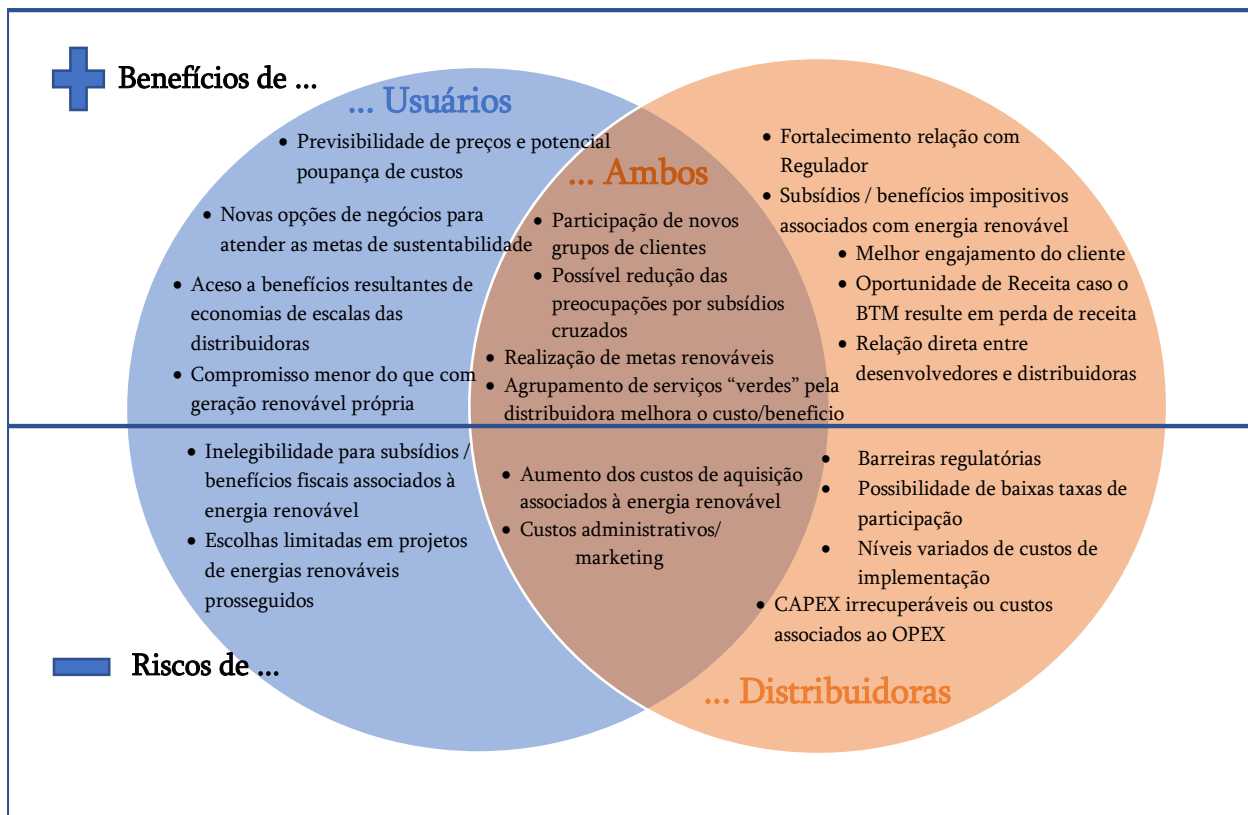 Benefícios de ...
... Usuários
• Previsibilidade de preços e potencial
poupança de custos
• Novas opções de negócios para
atender as metas de sustentabilidade
• Aceso a benefícios resultantes de
economias de escalas das
distribuidoras
• Compromisso menor do que com
geração renovável própria
... Ambos
• Participação de novos
grupos de clientes
• Possível redução das
preocupações por subsídios
cruzados
• Realização de metas renováveis
• Agrupamento de serviços “verdes” pela
distribuidora melhora o custo/beneficio
• Fortalecimento relação com
Regulador
• Subsídios / benefícios impositivos
associados com energia renovável
• Melhor engajamento do cliente
• Oportunidade de Receita caso o
BTM resulte em perda de receita
• Relação direta entre
desenvolvedores e distribuidoras
• Inelegibilidade para subsídios /
benefícios fiscais associados à
energia renovável
• Escolhas limitadas em projetos
de energias renováveis
prosseguidos
• Aumento dos custos de aquisição
associados à energia renovável
• Custos administrativos/
marketing
• Barreiras regulatórias
• Possibilidade de baixas taxas de
participação
• Níveis variados de custos de
implementação
• CAPEX irrecuperáveis ou custos
associados ao OPEX
Riscos de ...
... Distribuidoras